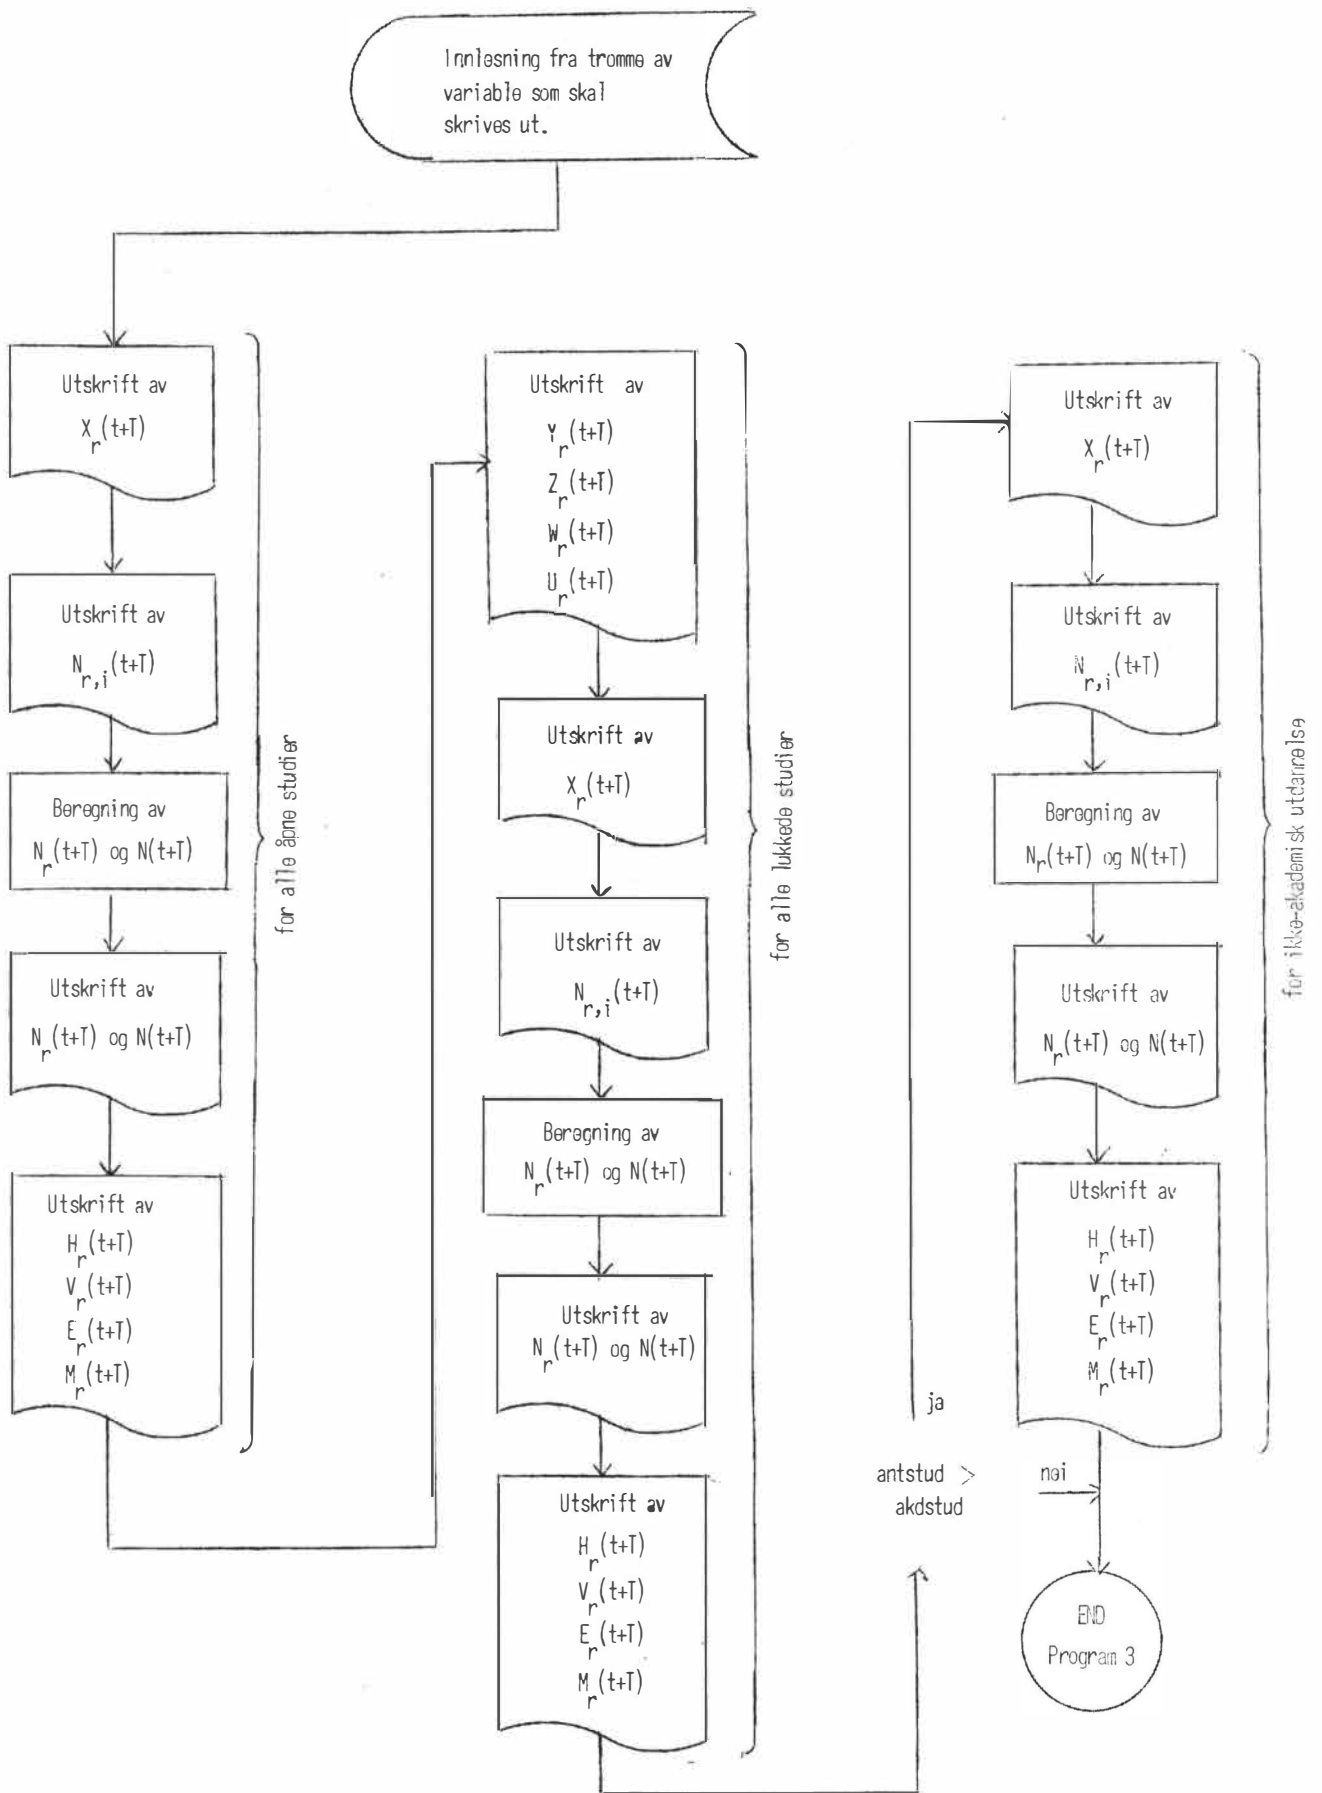 Innlesning fra tromme av
variable som skal
skrives ut.
Utskrift av
X_r(t+T)
Utskrift av
N_r,i(t+T)
Beregning av
N_r(t+T) og N(t+T)
Utskrift av
N_r(t+T) og N(t+T)
Utskrift av
H_r(t+T)
V_r(t+T)
E_r(t+T)
M_r(t+T)
for alle åpne studier
Utskrift av
Y_r(t+T)
Z_r(t+T)
W_r(t+T)
U_r(t+T)
Utskrift av
X_r(t+T)
Utskrift av
N_r,i(t+T)
Beregning av
N_r(t+T) og N(t+T)
Utskrift av
N_r(t+T) og N(t+T)
Utskrift av
H_r(t+T)
V_r(t+T)
E_r(t+T)
M_r(t+T)
for alle lukkede studier
antstud >
akdstud
ja
nei
Utskrift av
X_r(t+T)
Utskrift av
N_r,i(t+T)
Beregning av
N_r(t+T) og N(t+T)
Utskrift av
N_r(t+T) og N(t+T)
Utskrift av
H_r(t+T)
V_r(t+T)
E_r(t+T)
M_r(t+T)
for ikke-akademisk utdannelse
END
Program 3